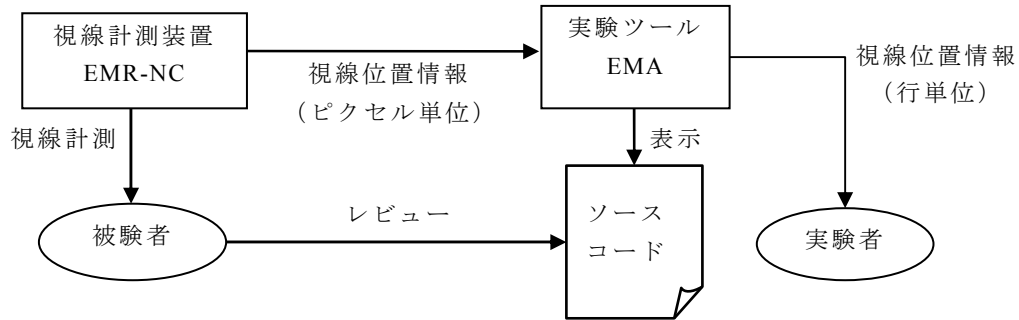 視線計測装置
EMR-NC
視線位置情報
（ピクセル単位）
実験ツール
EMA
視線位置情報
（行単位）
視線計測
表示
被験者
レビュー
ソース
コード
実験者